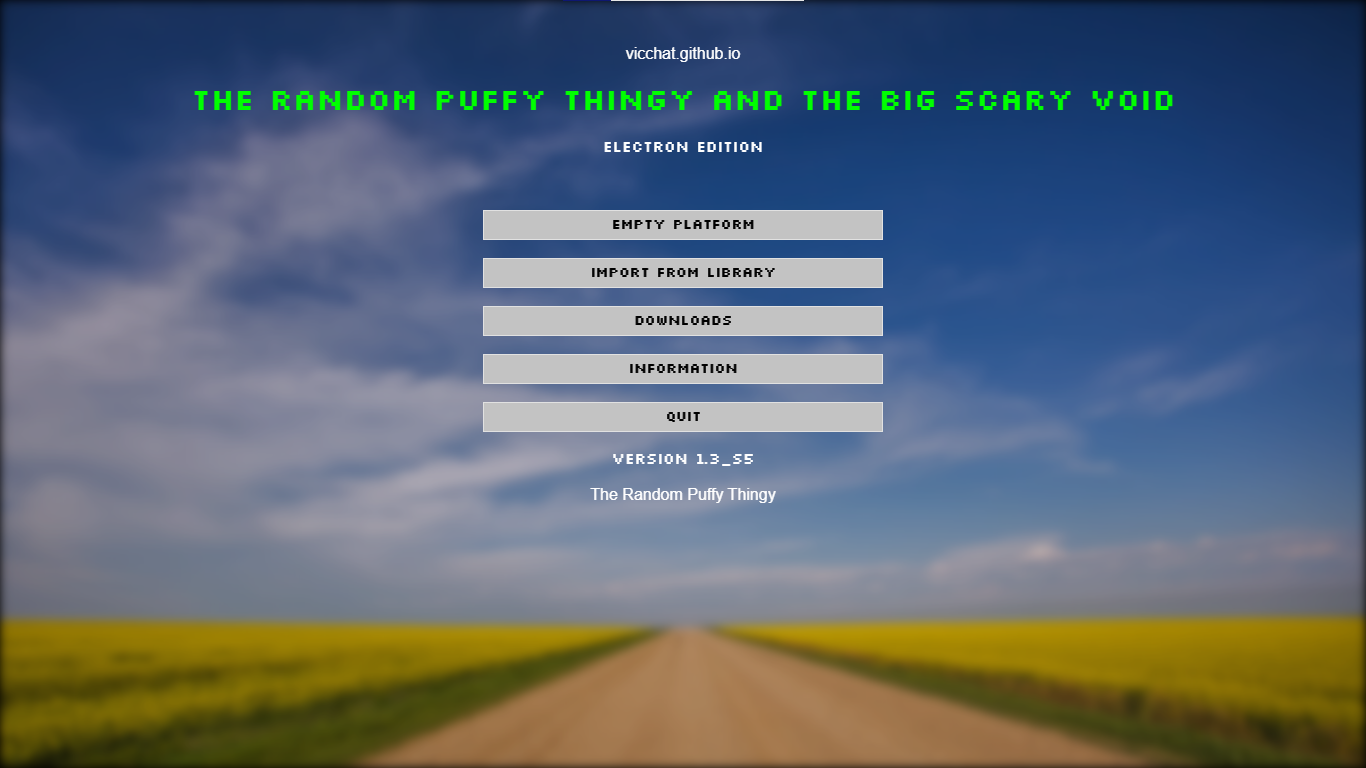 vicchat.github.io
THE RANDOM PUFFY THINGY AND THE BIG SCARY VOID
ELECTRON EDITION
EMPTY PLATFORM
IMPORT FROM LIBRARY
DOWNLOADS
INFORMATION
QUIT
VERSION 1.3_S5
The Random Puffy Thingy